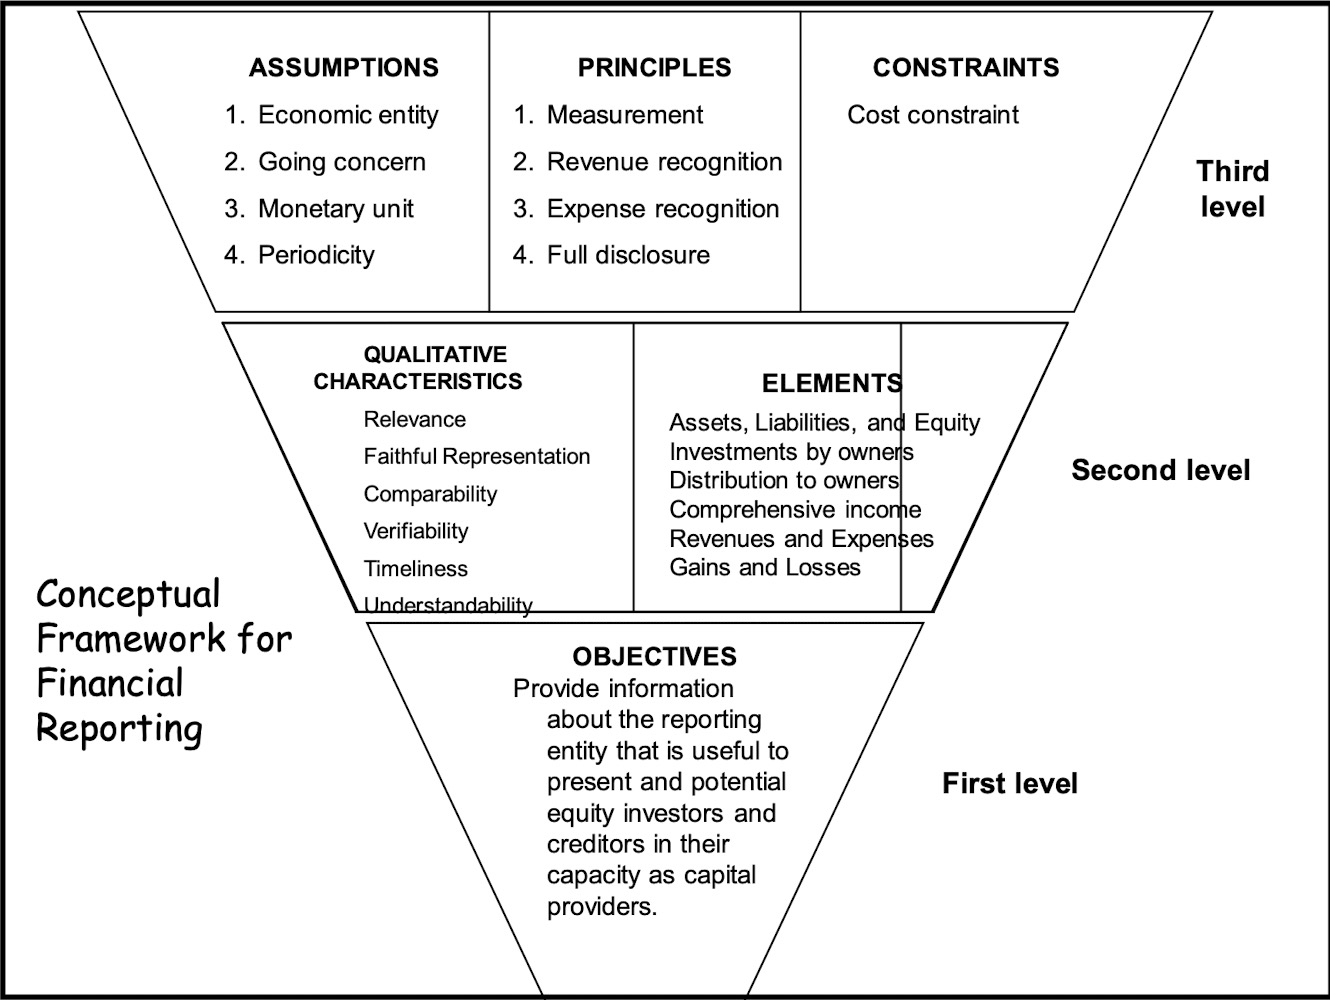 ASSUMPTIONS
1. Economic entity
2. Going concern
3. Monetary unit
4. Periodicity
PRINCIPLES
1. Measurement
2. Revenue recognition
3. Expense recognition
4. Full disclosure
CONSTRAINTS
Cost constraint
Third
level
QUALITATIVE
CHARACTERISTICS
Relevance
Faithful Representation
Comparability
Verifiability
Timeliness
Understandability
ELEMENTS
Assets, Liabilities, and Equity
Investments by owners
Distribution to owners
Comprehensive income
Revenues and Expenses
Gains and Losses
Second level
Conceptual
Framework for
Financial
Reporting
OBJECTIVES
Provide information
about the reporting
entity that is useful to
present and potential
equity investors and
creditors in their
capacity as capital
providers.
First level